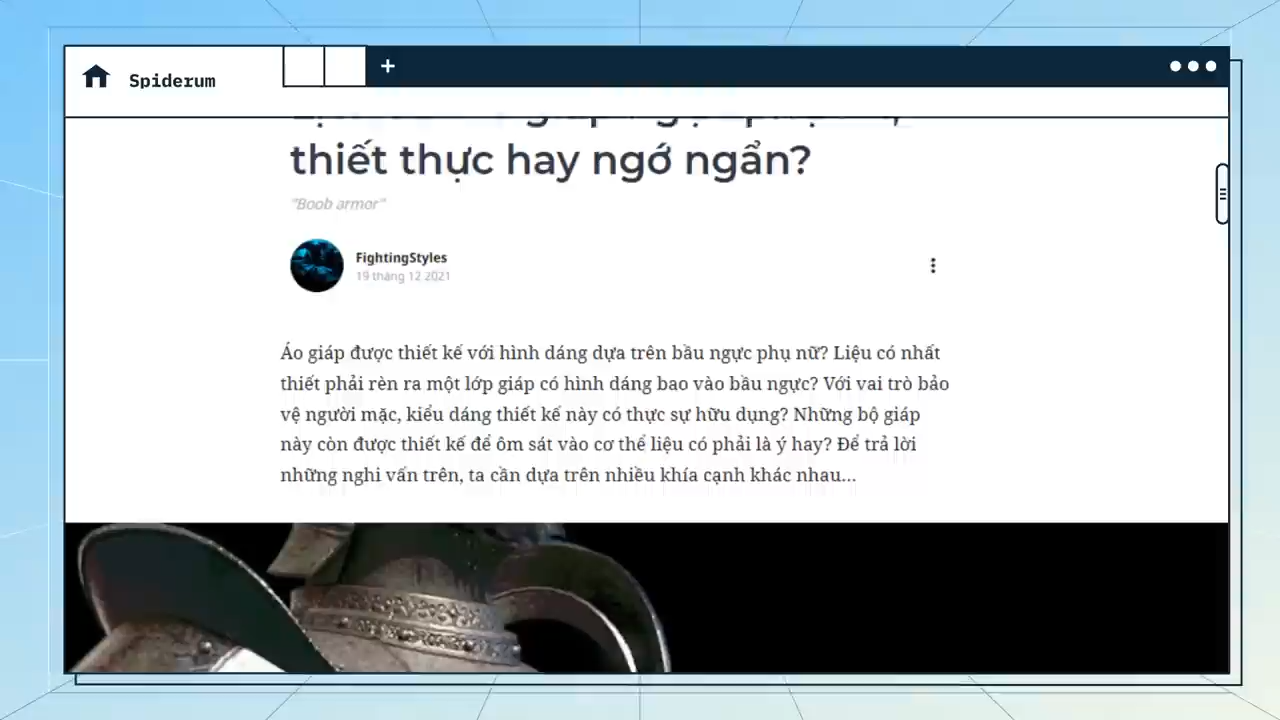 Spiderum
thiết thực hay ngớ ngẩn?
"Boob armor"
FightingStyles
19 tháng 12 2021
Áo giáp được thiết kế với hình dáng dựa trên bầu ngực phụ nữ? Liệu có nhất
thiết phải rèn ra một lớp giáp có hình dáng bao vào bầu ngực? Với vai trò bảo
vệ người mặc, kiểu dáng thiết kế này có thực sự hữu dụng? Những bộ giáp
này còn được thiết kế để ôm sát vào cơ thể liệu có phải là ý hay? Để trả lời
những nghi vấn trên, ta cần dựa trên nhiều khía cạnh khác nhau...